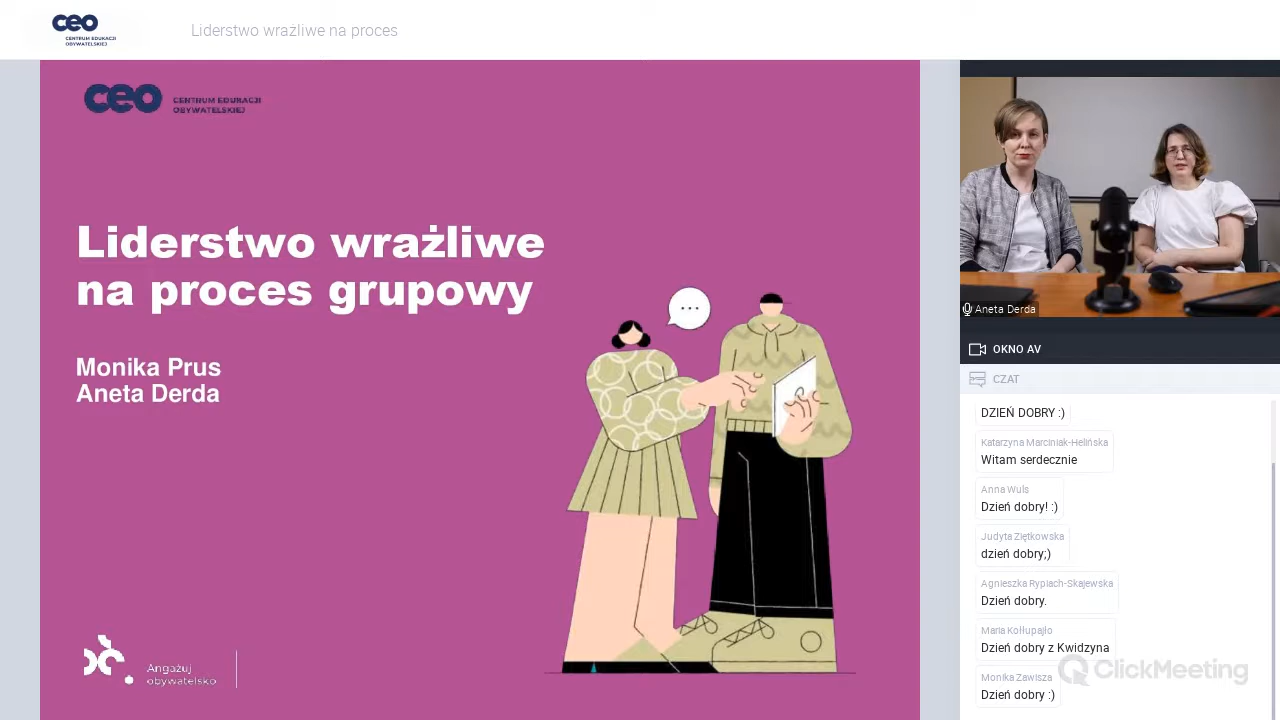 ceo
CENTRUM EDUKACJI
OBYWATELSKIEJ
Liderstwo wrażliwe na proces
ceo
CENTRUM EDUKACJI
OBYWATELSKIEJ
Liderstwo wrażliwe
na proces grupowy
Monika Prus
Aneta Derda
Angażuj
obywatelsko
Aneta Derda
OKNO AV
CZAT
DZIEŃ DOBRY :)
Katarzyna Marciniak-Helińska
Witam serdecznie
Anna Wuls
Dzień dobry! :)
Judyta Ziętkowska
dzień dobry;)
Agnieszka Rypiach-Skajewska
Dzień dobry.
Maria Kołłupajło
Dzień dobry z Kwidzyna
Monika Zawisza
Dzień dobry :)
ClickMeeting